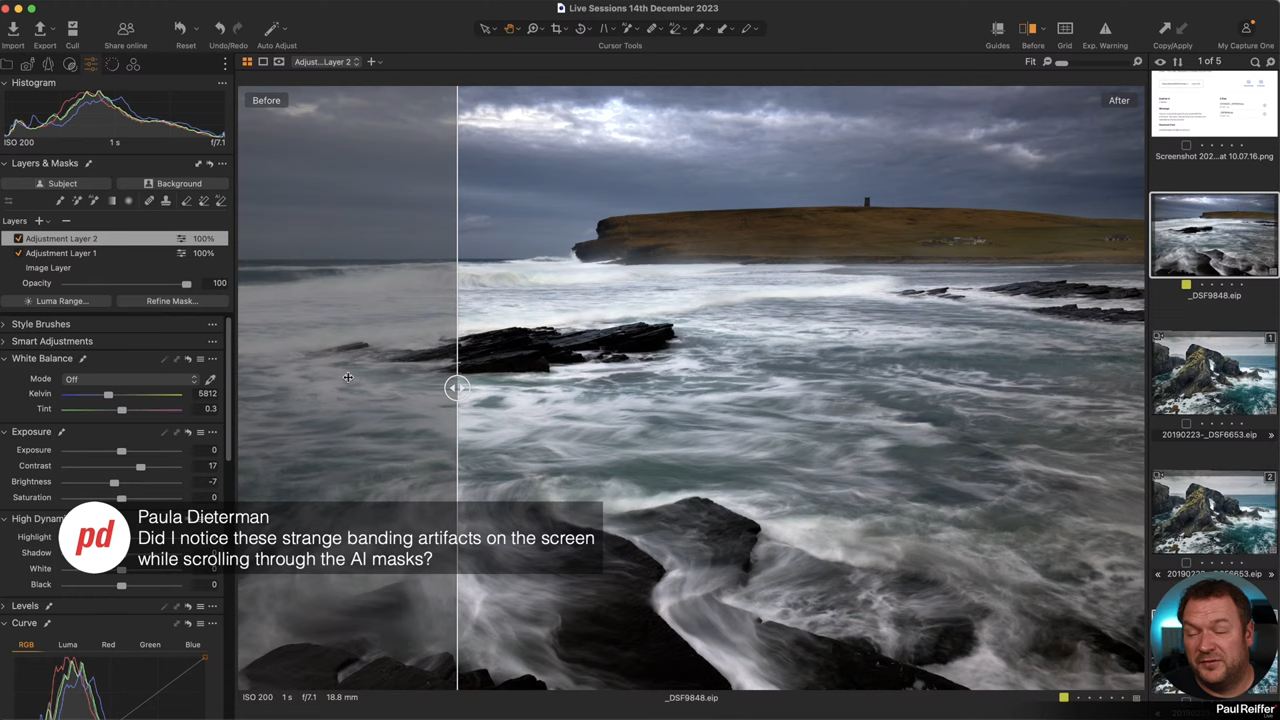 Live Sessions 14th December 2023
Import
Export
Cull
Share online
Reset
Undo/Redo
Auto Adjust
Cursor Tools
Guides
Before
Grid
Exp. Warning
Copy/Apply
My Capture One
Adjust...Layer 2
Fit
1 of 5
Histogram
ISO 200
1 s
f/7.1
Layers & Masks
Subject
Background
Layers
Adjustment Layer 2
100%
Adjustment Layer 1
100%
Image Layer
Opacity
100
Luma Range...
Refine Mask...
Style Brushes
Smart Adjustments
White Balance
Mode
Off
Kelvin
5812
Tint
0.3
Exposure
Exposure
0
Contrast
17
Brightness
-7
Saturation
0
High Dynam
Highlight
Shadow
White
Black
0
Levels
Curve
RGB
Luma
Red
Green
Blue
Before
After
pd
Paula Dieterman
Did I notice these strange banding artifacts on the screen
while scrolling through the AI masks?
ISO 200
1 s
f/7.1
18.8 mm
_DSF9848.eip
Screenshot 202...at 10.07.16.png
_DSF9848.eip
1
20190223-_DSF6653.eip
2
20190223-_DSF6653.eip
Paul Reiffer
Live